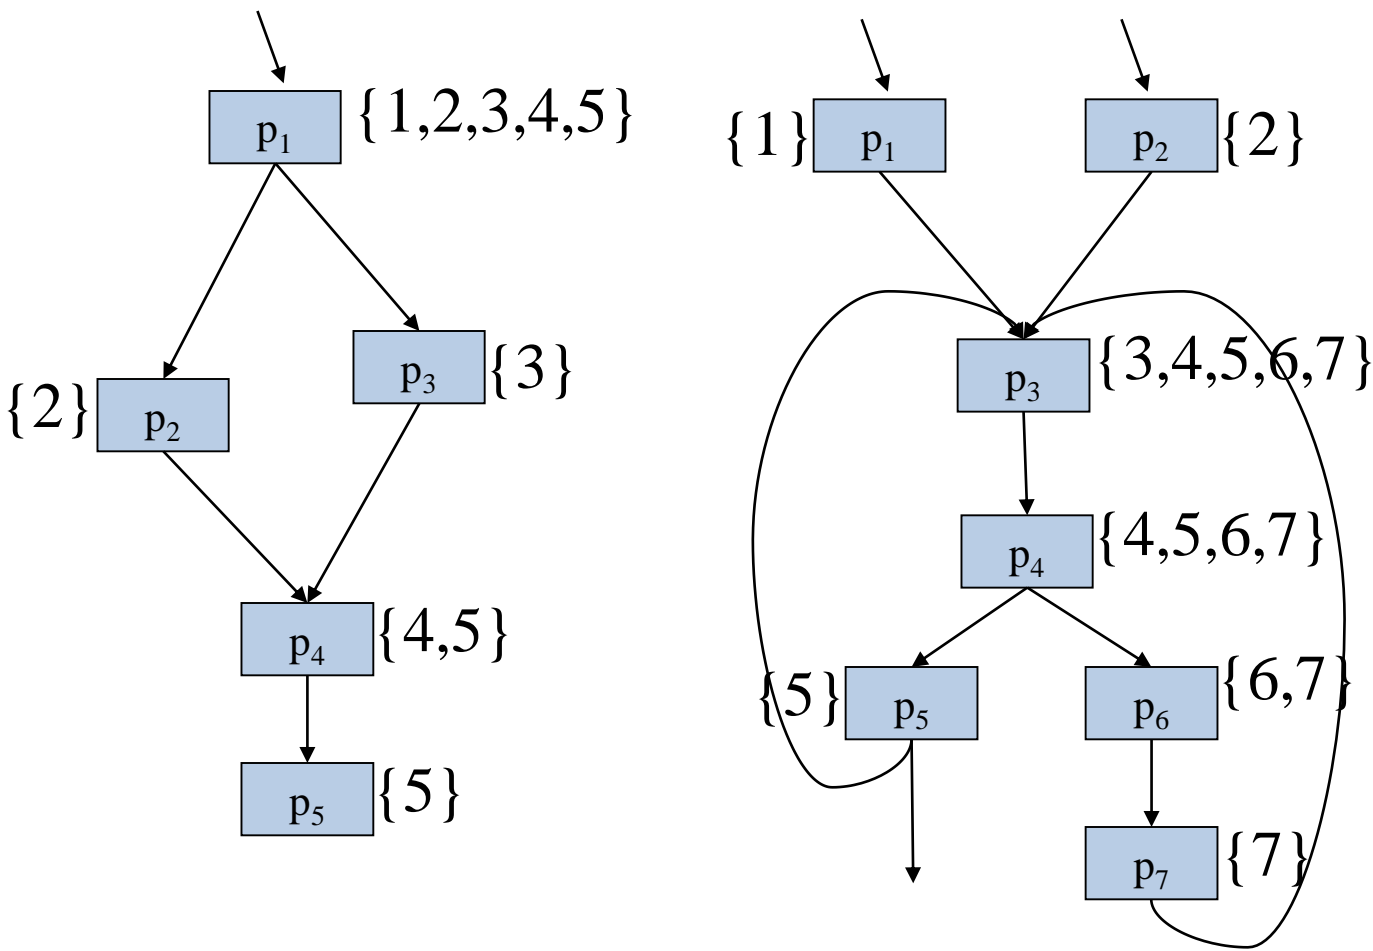 p1 {1,2,3,4,5}
{2} p2
p3 {3}
p4 {4,5}
p5 {5}
{1} p1
p2 {2}
p3 {3,4,5,6,7}
p4 {4,5,6,7}
{5} p5
p6 {6,7}
p7 {7}